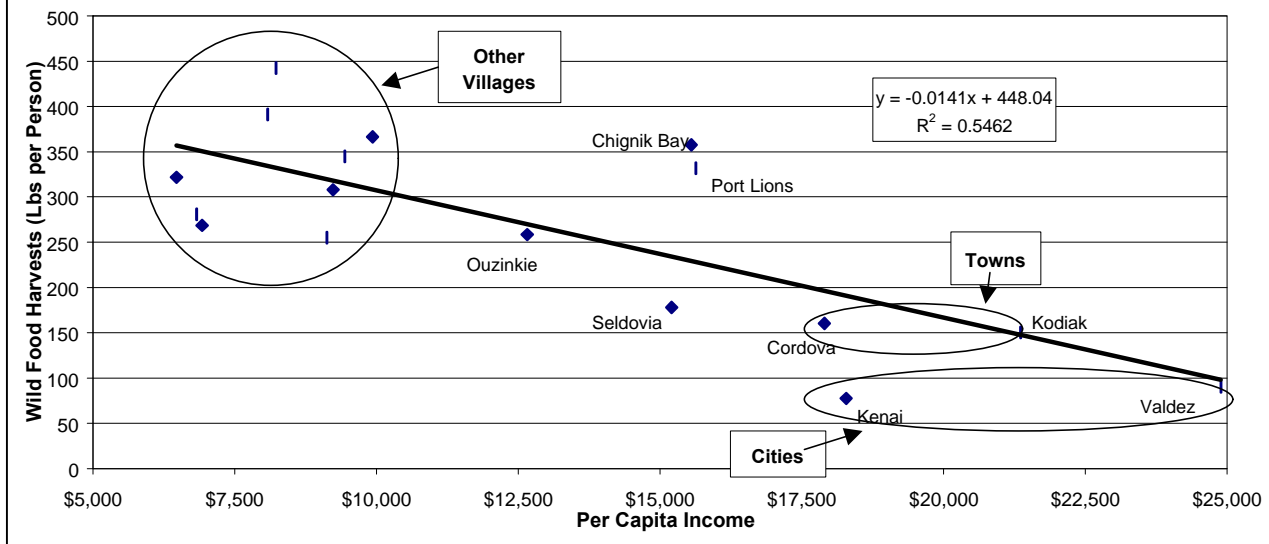 Wild Food Harvests (Lbs per Person)
500
450
400
350
300
250
200
150
100
50
0
Other
Villages
y = -0.0141x + 448.04
R² = 0.5462
Chignik Bay
Port Lions
Ouzinkie
Towns
Seldovia
Kodiak
Cordova
Valdez
Kenai
Cities
$5,000 $7,500 $10,000 $12,500 $15,000 $17,500 $20,000 $22,500 $25,000
Per Capita Income